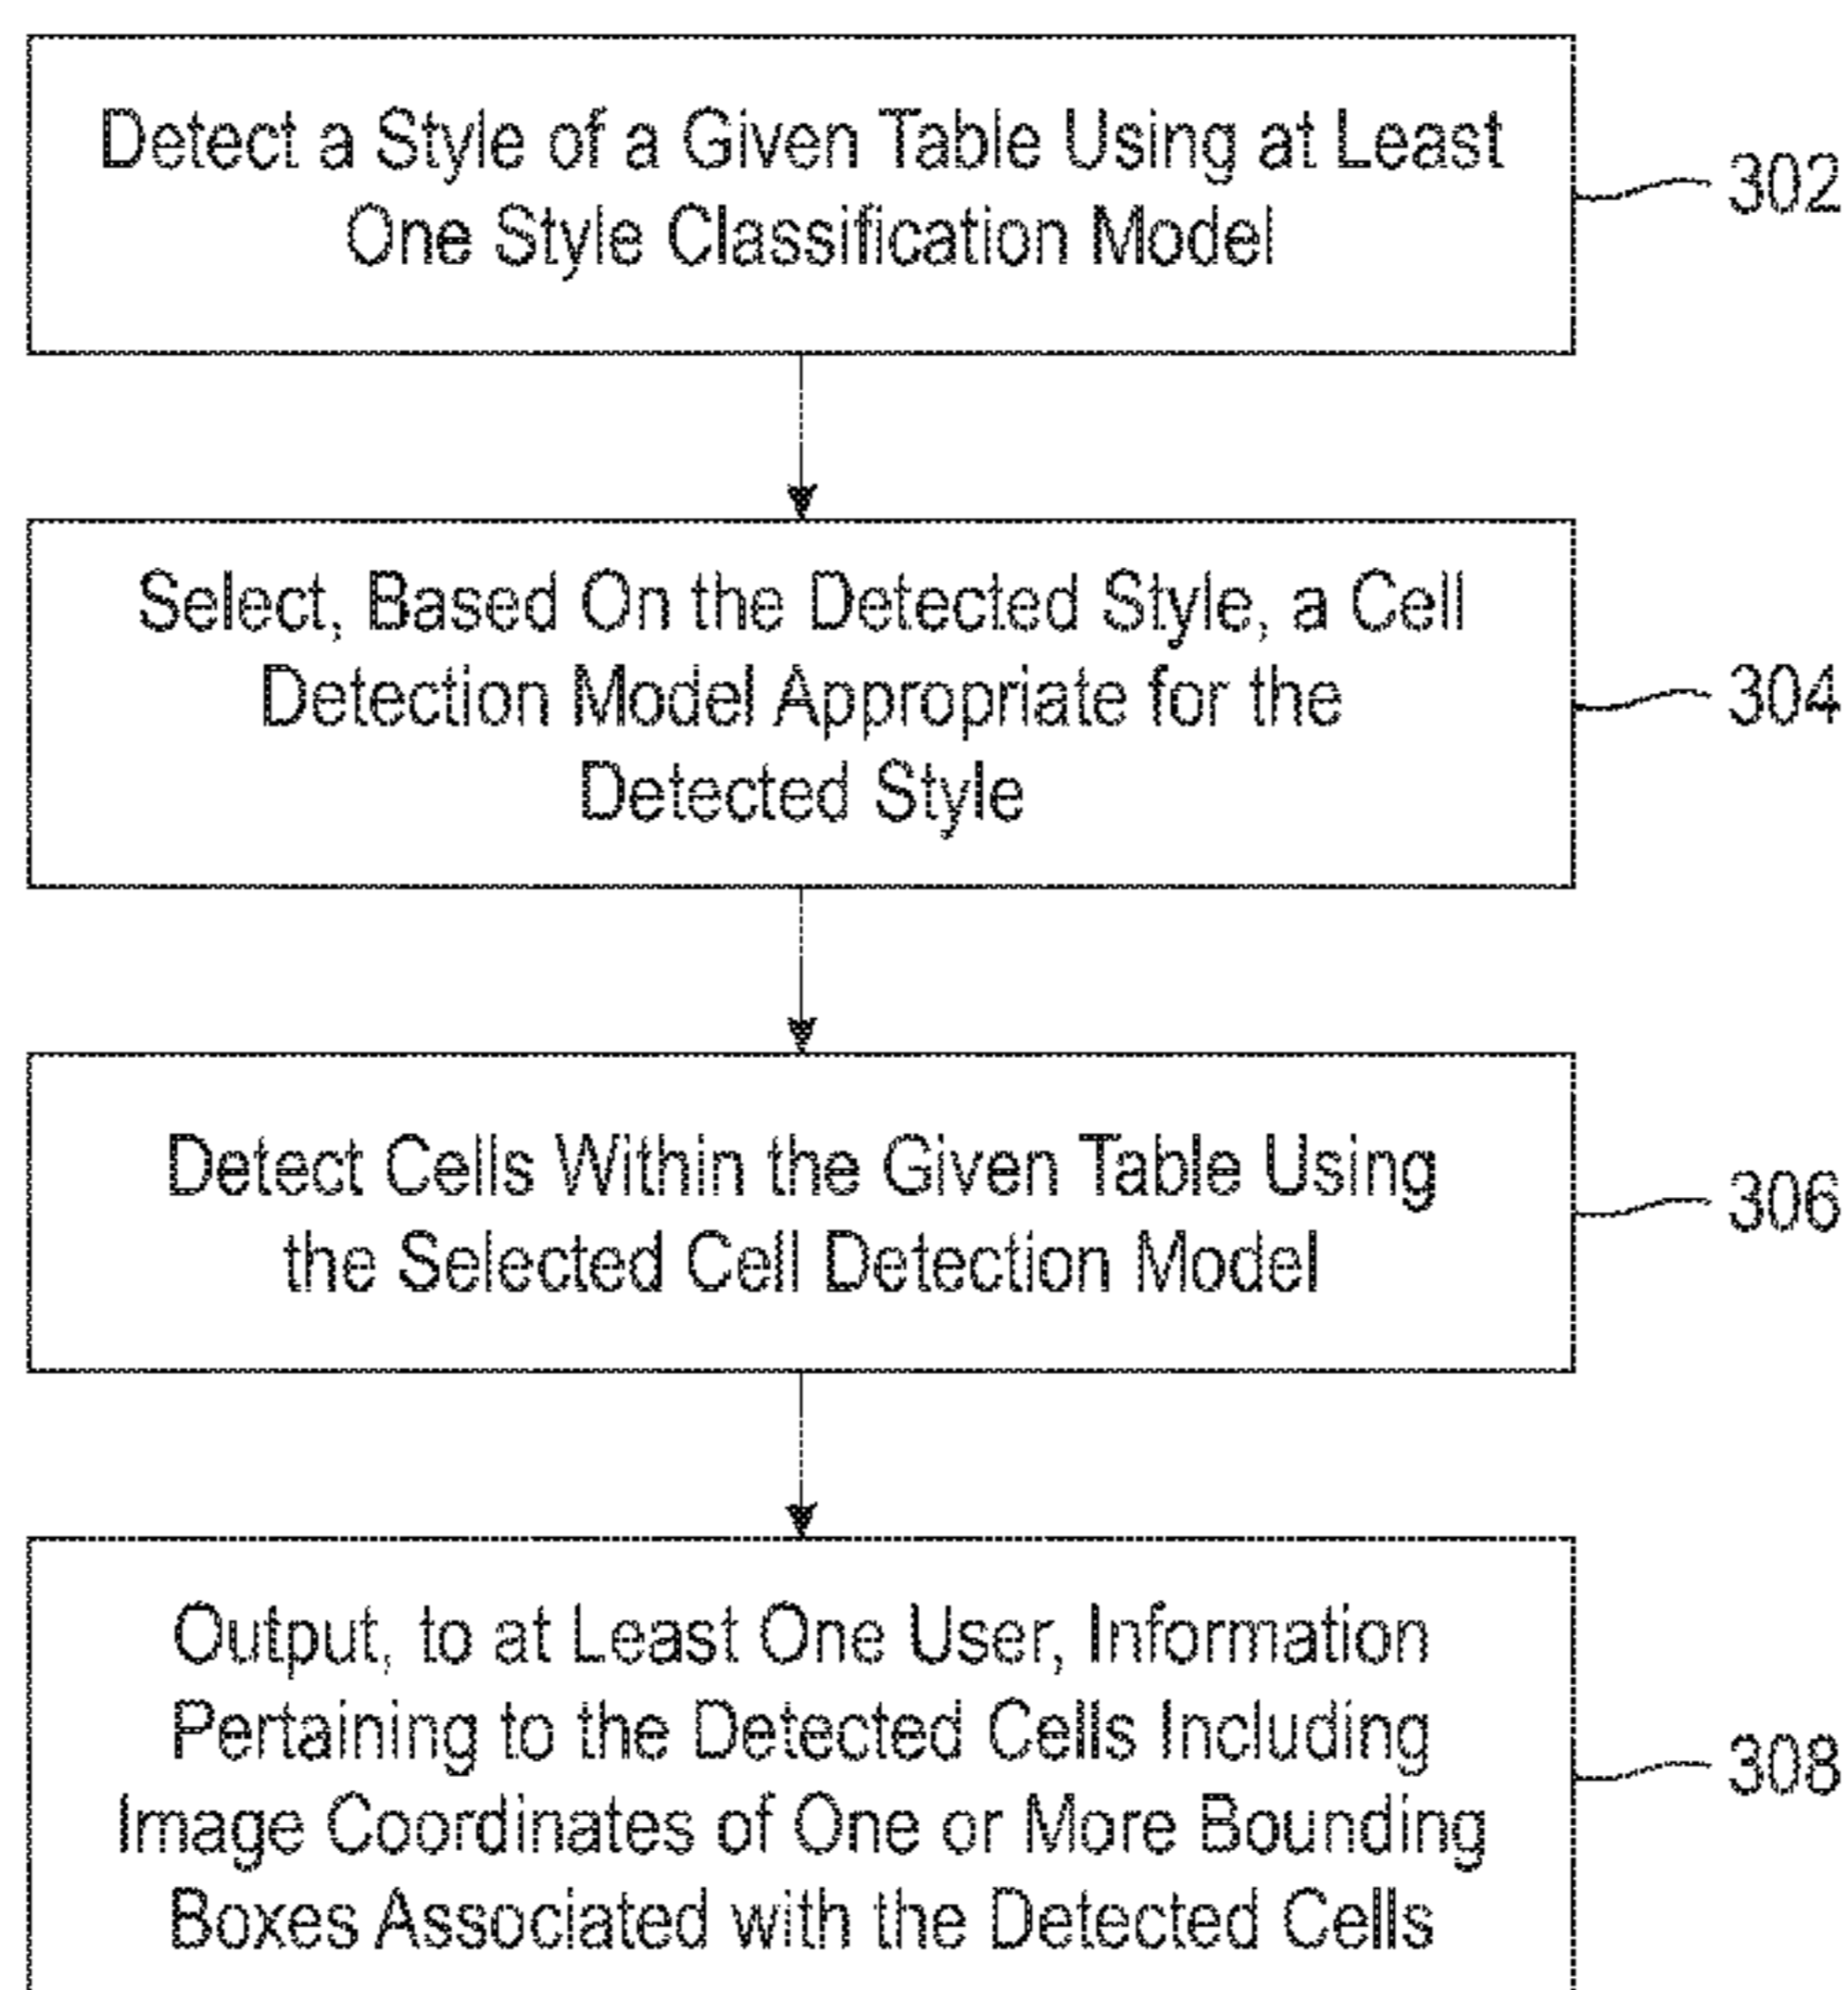 Detect a Style of a Given Table Using at Least
One Style Classification Model
302
Select, Based On the Detected Style, a Cell
Detection Model Appropriate for the
Detected Style
304
Detect Cells Within the Given Table Using
the Selected Cell Detection Model
306
Output, to at Least One User, Information
Pertaining to the Detected Cells Including
Image Coordinates of One or More Bounding
Boxes Associated with the Detected Cells
308